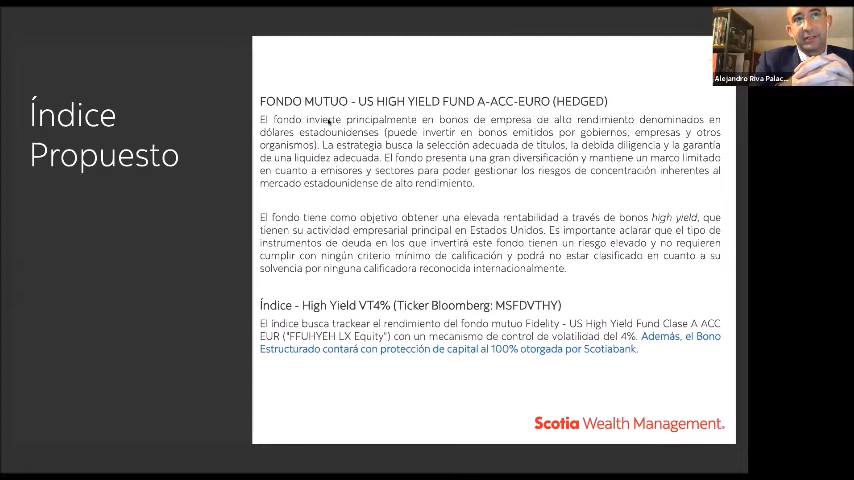 Índice
Propuesto
FONDO MUTUO - US HIGH YIELD FUND A-ACC-EURO (HEDGED)
El fondo invierte principalmente en bonos de empresa de alto rendimiento denominados en
dólares estadounidenses (puede invertir en bonos emitidos por gobiernos, empresas y otros
organismos). La estrategia busca la selección adecuada de títulos, la debida diligencia y la garantía
de una liquidez adecuada. El fondo presenta una gran diversificación y mantiene un marco limitado
en cuanto a emisores y sectores para poder gestionar los riesgos de concentración inherentes al
mercado estadounidense de alto rendimiento.
El fondo tiene como objetivo obtener una elevada rentabilidad a través de bonos high yield, que
tienen su actividad empresarial principal en Estados Unidos. Es importante aclarar que el tipo de
instrumentos de deuda en los que invertirá este fondo tienen un riesgo elevado y no requieren
cumplir con ningún criterio mínimo de calificación y podrá no estar clasificado en cuanto a su
solvencia por ninguna calificadora reconocida internacionalmente.
Índice - High Yield VT4% (Ticker Bloomberg: MSFDVTHY)
El índice busca trackear el rendimiento del fondo mutuo Fidelity - US High Yield Fund Clase A ACC
EUR ("FFUHYEH LX Equity") con un mecanismo de control de volatilidad del 4%. Además, el Bono
Estructurado contará con protección de capital al 100% otorgada por Scotiabank.
Scotia Wealth Management.
Alejandro Riva Palac...